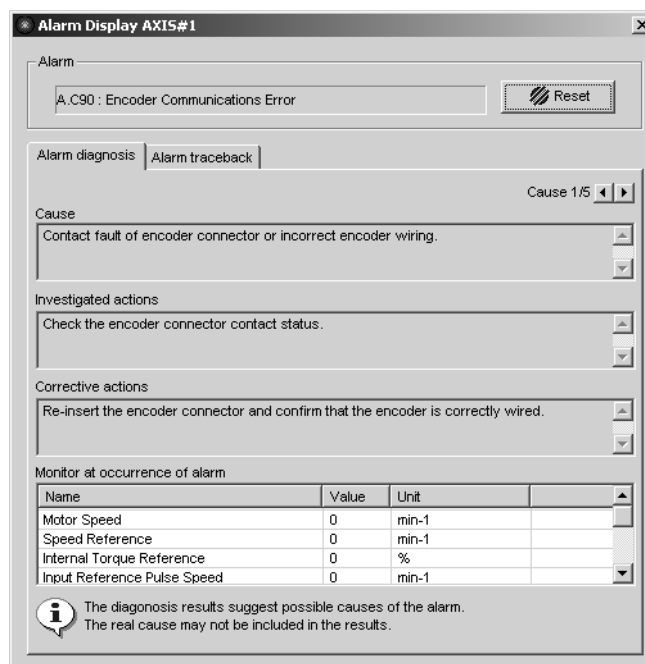 Alarm Display AXIS#1
Alarm
A.C90 : Encoder Communications Error
Reset
Alarm diagnosis
Alarm traceback
Cause 1/5
Cause
Contact fault of encoder connector or incorrect encoder wiring.
Investigated actions
Check the encoder connector contact status.
Corrective actions
Re-insert the encoder connector and confirm that the encoder is correctly wired.
Monitor at occurrence of alarm
Name Value Unit
Motor Speed 0 min-1
Speed Reference 0 min-1
Internal Torque Reference 0 %
Input Reference Pulse Speed 0 min-1
The diagonosis results suggest possible causes of the alarm.
The real cause may not be included in the results.